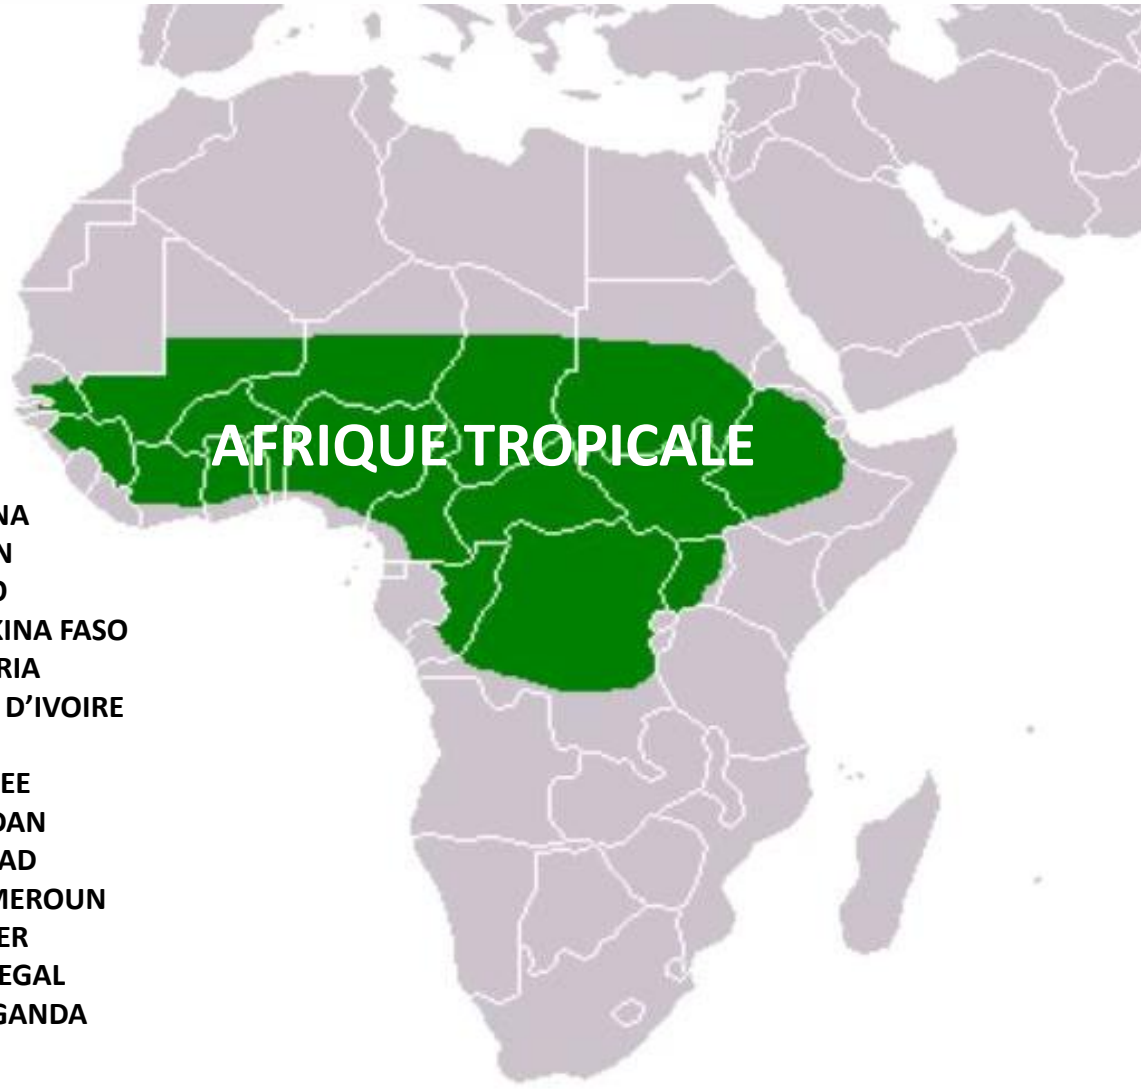 AFRIQUE TROPICALE
NA
N
O
KINA FASO
RIA
D’IVOIRE
EE
DAN
AD
MEROUN
ER
EGAL
GANDA